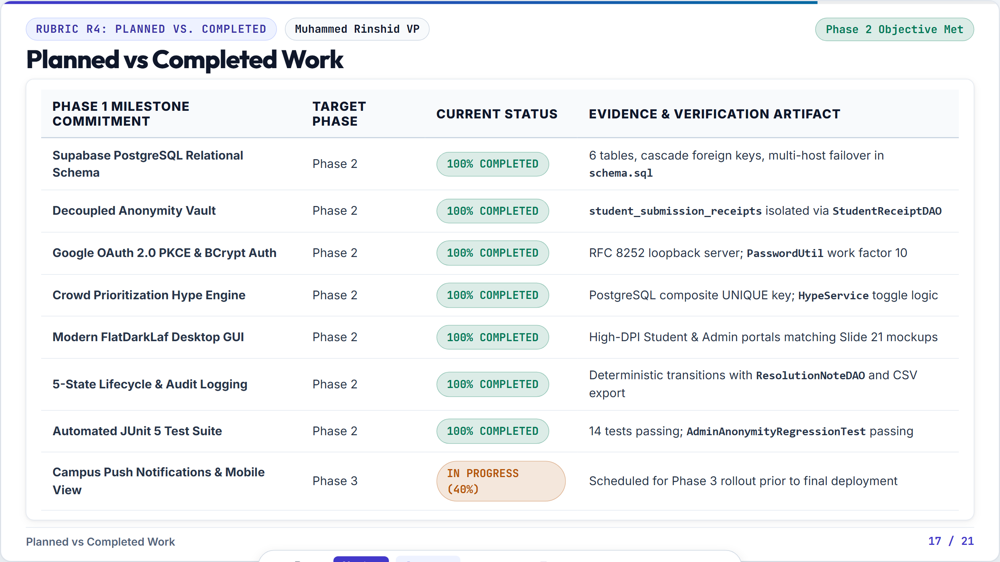 RUBRIC R4: PLANNED VS. COMPLETED
Muhammed Rinshid VP
Phase 2 Objective Met
Planned vs Completed Work
PHASE 1 MILESTONE
COMMITMENT
TARGET
PHASE
CURRENT STATUS
EVIDENCE & VERIFICATION ARTIFACT
Supabase PostgreSQL Relational
Schema
Phase 2
100% COMPLETED
6 tables, cascade foreign keys, multi-host failover in
schema.sql
Decoupled Anonymity Vault
Phase 2
100% COMPLETED
student_submission_receipts isolated via StudentReceiptDAO
Google OAuth 2.0 PKCE & BCrypt Auth
Phase 2
100% COMPLETED
RFC 8252 loopback server; PasswordUtil work factor 10
Crowd Prioritization Hype Engine
Phase 2
100% COMPLETED
PostgreSQL composite UNIQUE key; HypeService toggle logic
Modern FlatDarkLaf Desktop GUI
Phase 2
100% COMPLETED
High-DPI Student & Admin portals matching Slide 21 mockups
5-State Lifecycle & Audit Logging
Phase 2
100% COMPLETED
Deterministic transitions with ResolutionNoteDAO and CSV
export
Automated JUnit 5 Test Suite
Phase 2
100% COMPLETED
14 tests passing; AdminAnonymityRegressionTest passing
Campus Push Notifications & Mobile
View
Phase 3
IN PROGRESS
(40%)
Scheduled for Phase 3 rollout prior to final deployment
Planned vs Completed Work
17 / 21